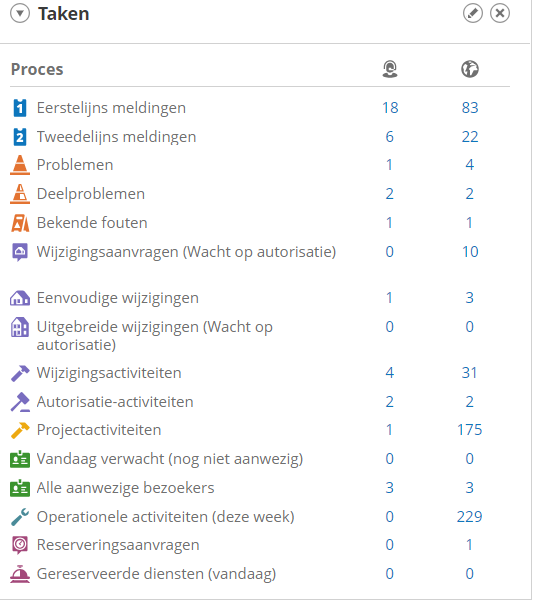 Taken
Proces
1 Eerstelijns meldingen 18 83
2 Tweedelijns meldingen 6 22
Problemen 1 4
Deelproblemen 2 2
Bekende fouten 1 1
Wijzigingsaanvragen (Wacht op autorisatie) 0 10
Eenvoudige wijzigingen 1 3
Uitgebreide wijzigingen (Wacht op 0 0
autorisatie)
Wijzigingsactiviteiten 4 31
Autorisatie-activiteiten 2 2
Projectactiviteiten 1 175
Vandaag verwacht (nog niet aanwezig) 0 0
Alle aanwezige bezoekers 3 3
Operationele activiteiten (deze week) 0 229
Reserveringsaanvragen 0 1
Gereserveerde diensten (vandaag) 0 0